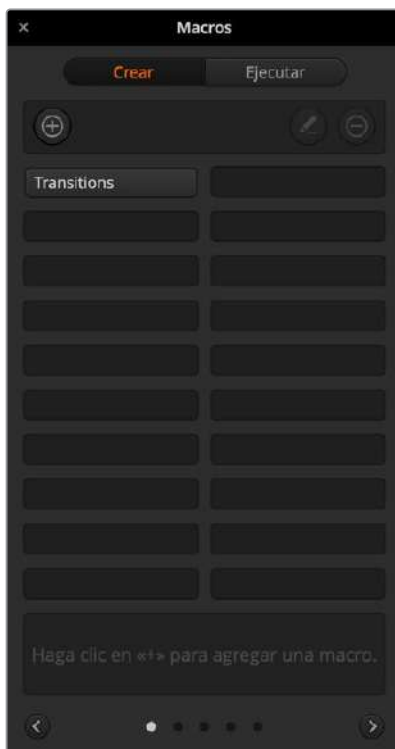 Macros
Crear Ejecutar
Transitions
Haga clic en «+» para agregar una macro.